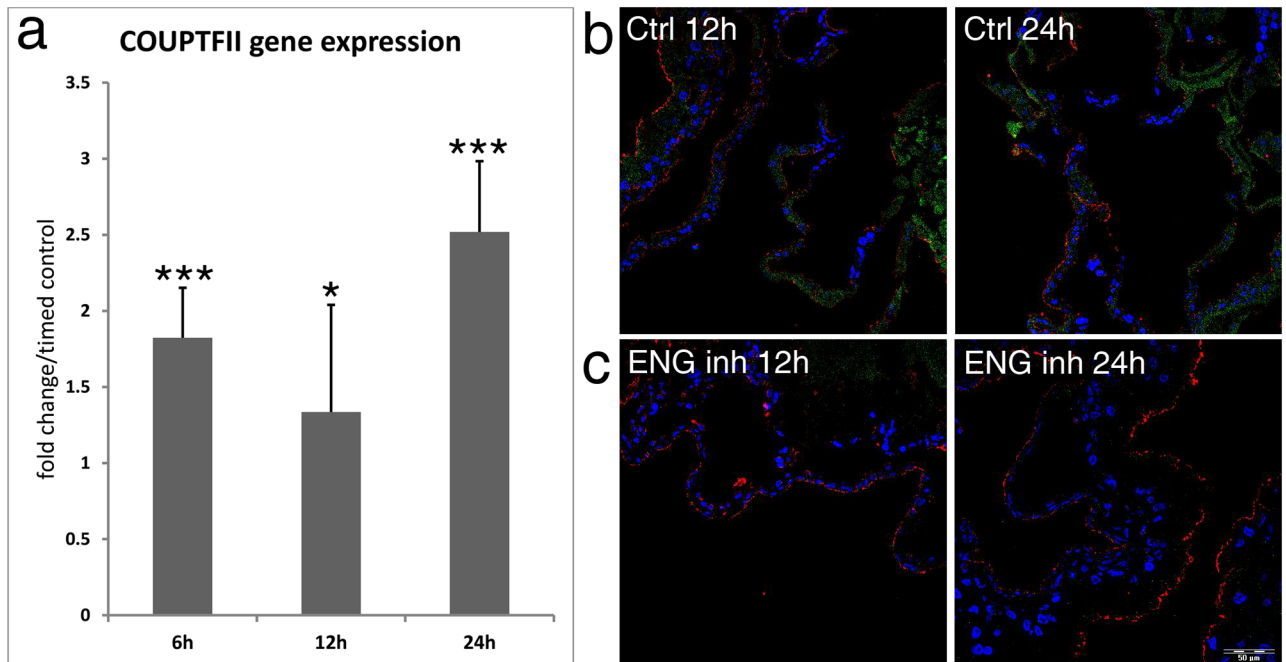 a
COUPTFII gene expression
fold change/timed control
3.5
3
2.5
2
1.5
1
0.5
0
***
*
***
6h
12h
24h
b
Ctrl 12h
Ctrl 24h
c
ENG inh 12h
ENG inh 24h
50 µm